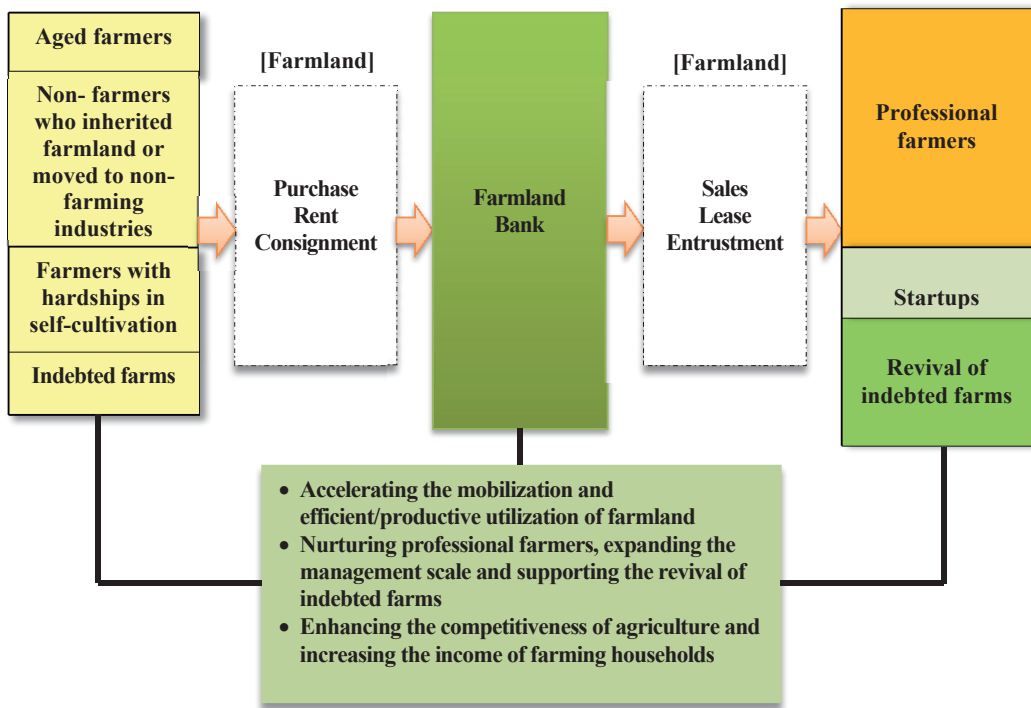 Aged farmers
Non- farmers
who inherited
farmland or
moved to non-
farming
industries
Farmers with
hardships in
self-cultivation
Indebted farms
[Farmland]
Purchase
Rent
Consignment
Farmland
Bank
[Farmland]
Sales
Lease
Entrustment
Professional
farmers
Startups
Revival of
indebted farms
• Accelerating the mobilization and
efficient/productive utilization of farmland
• Nurturing professional farmers, expanding the
management scale and supporting the revival of
indebted farms
• Enhancing the competitiveness of agriculture and
increasing the income of farming households